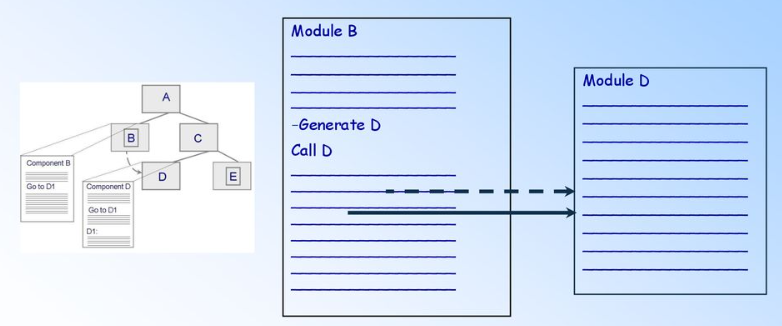 A
B
C
D
E
Component B
Go to D1
Component D
Go to D1
D1:
Module B
-Generate D
Call D
Module D